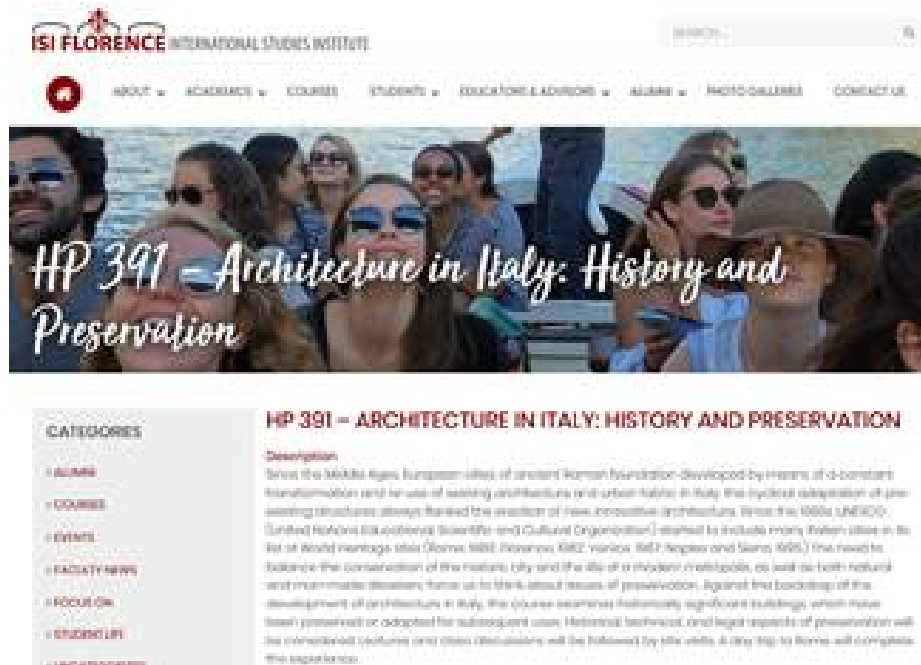 ISI FLORENCE INTERNATIONAL STUDIES INSTITUTE
SEARCH...
ABOUT ACADEMICS COURSES STUDENTS EDUCATORS & ADVISORS ALUMNI PHOTO GALLERIES CONTACT US
HP 391 – Architecture in Italy: History and
Preservation
CATEGORIES
› ALUMNI
› COURSES
› EVENTS
› FACULTY NEWS
› FOCUS ON
› STUDENT LIFE
› UNCATEGORIZED
HP 391 – ARCHITECTURE IN ITALY: HISTORY AND PRESERVATION
Description
Since the Middle Ages, European cities of ancient Roman foundation developed by means of a constant
transformation and re-use of existing architecture and urban fabric. In Italy, this cyclical adaptation of pre-
existing structures always flanked the erection of new, innovative architecture. Since the 1980s, UNESCO
(United Nations Educational, Scientific and Cultural Organization) started to include many Italian cities in its
list of World Heritage sites (Rome, 1980; Florence, 1982; Venice, 1987; Naples and Siena, 1995.) The need to
balance the conservation of the historic city and the life of a modern metropolis, as well as both natural
and man-made disasters, force us to think about issues of preservation. Against the backdrop of the
development of architecture in Italy, the course examines historically significant buildings, which have
been preserved or adapted for subsequent uses. Historical, technical, and legal aspects of preservation will
be considered. Lectures and class discussions will be followed by site visits. A day trip to Rome will complete
the experience.